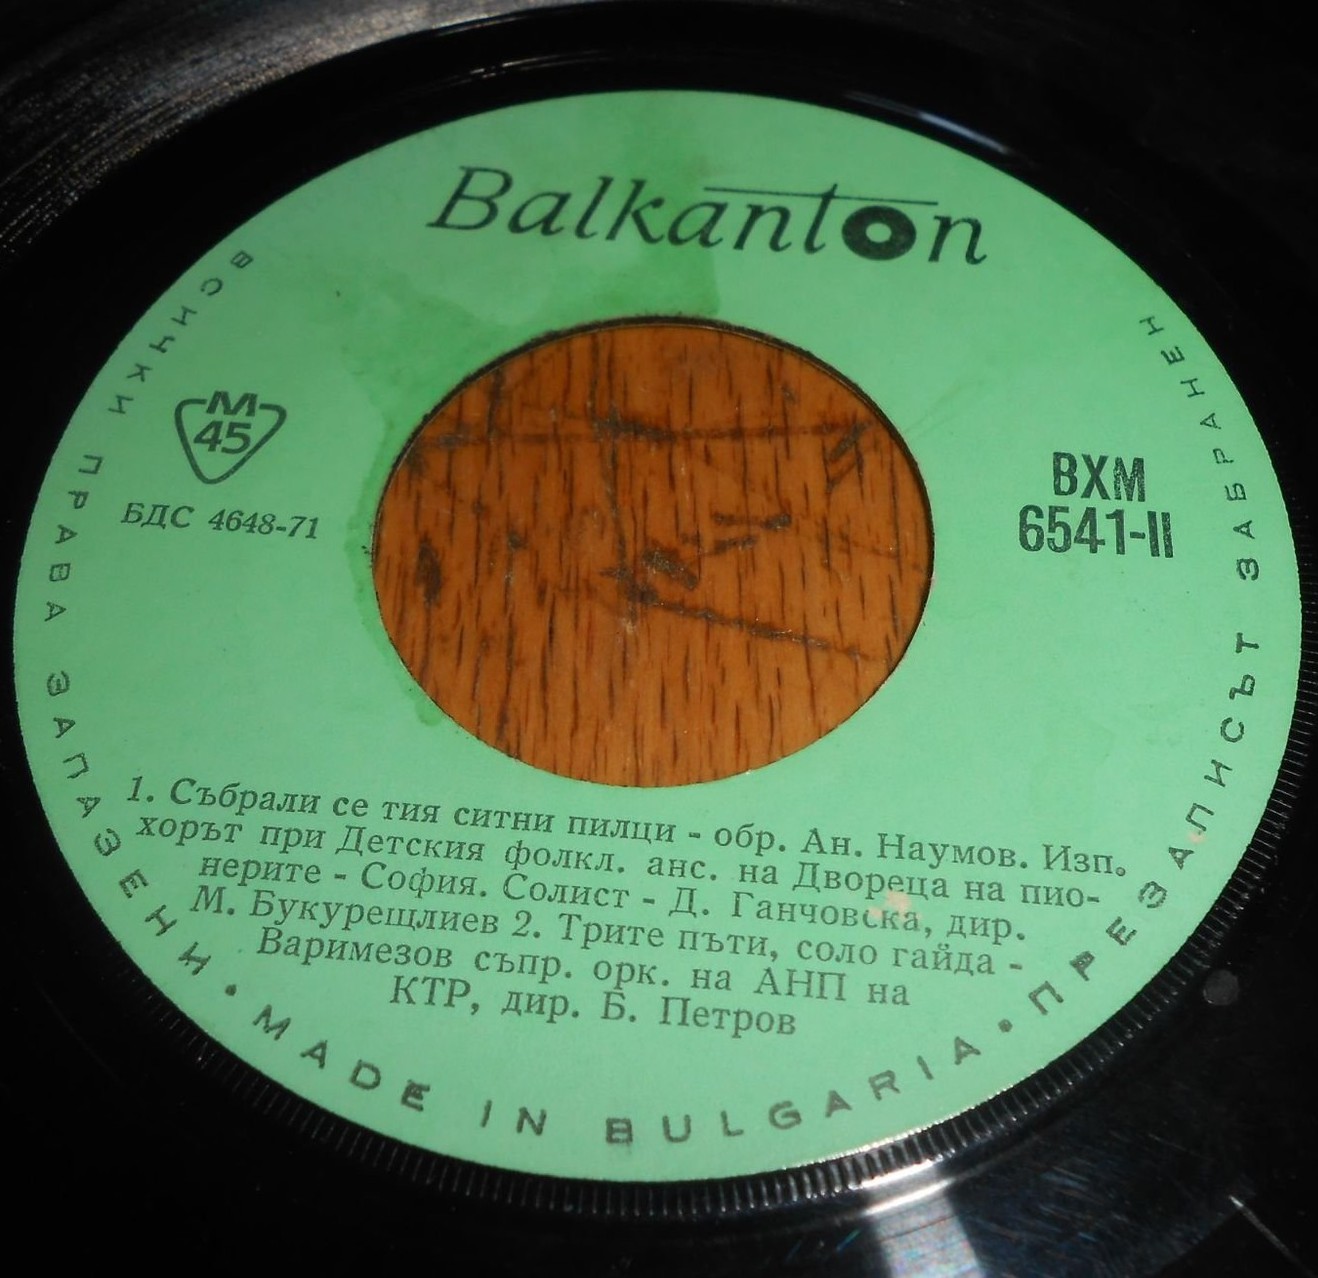 Balkanton
M
45
БДС 4648-71
ВХМ
6541-II
1. Събрали се тия ситни пилци - обр. Ан. Наумов. Изп.
хорът при Детския фолкл. анс. на Двореца на пио-
нерите - София. Солист - Д. Ганчовска, дир.
М. Букурещлиев 2. Трите пъти, соло гайда -
Варимезов съпр. орк. на АНП на
КТР, дир. Б. Петров
ВСИЧКИ ПРАВА ЗАПАЗЕНИ • MADE IN BULGARIA • ПРЕЗАПИСЪТ ЗАБРАНЕН